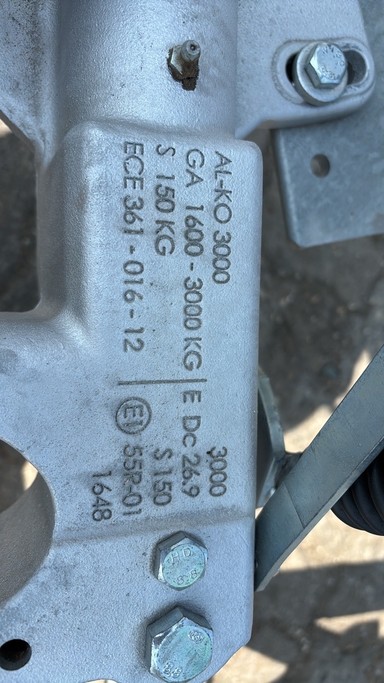 AL-KO 3000
GA 1600-3000 KG
S 150 KG
ECE 361-016-12
3000
E DC 26.9
S 150
E1 55R-01
1648